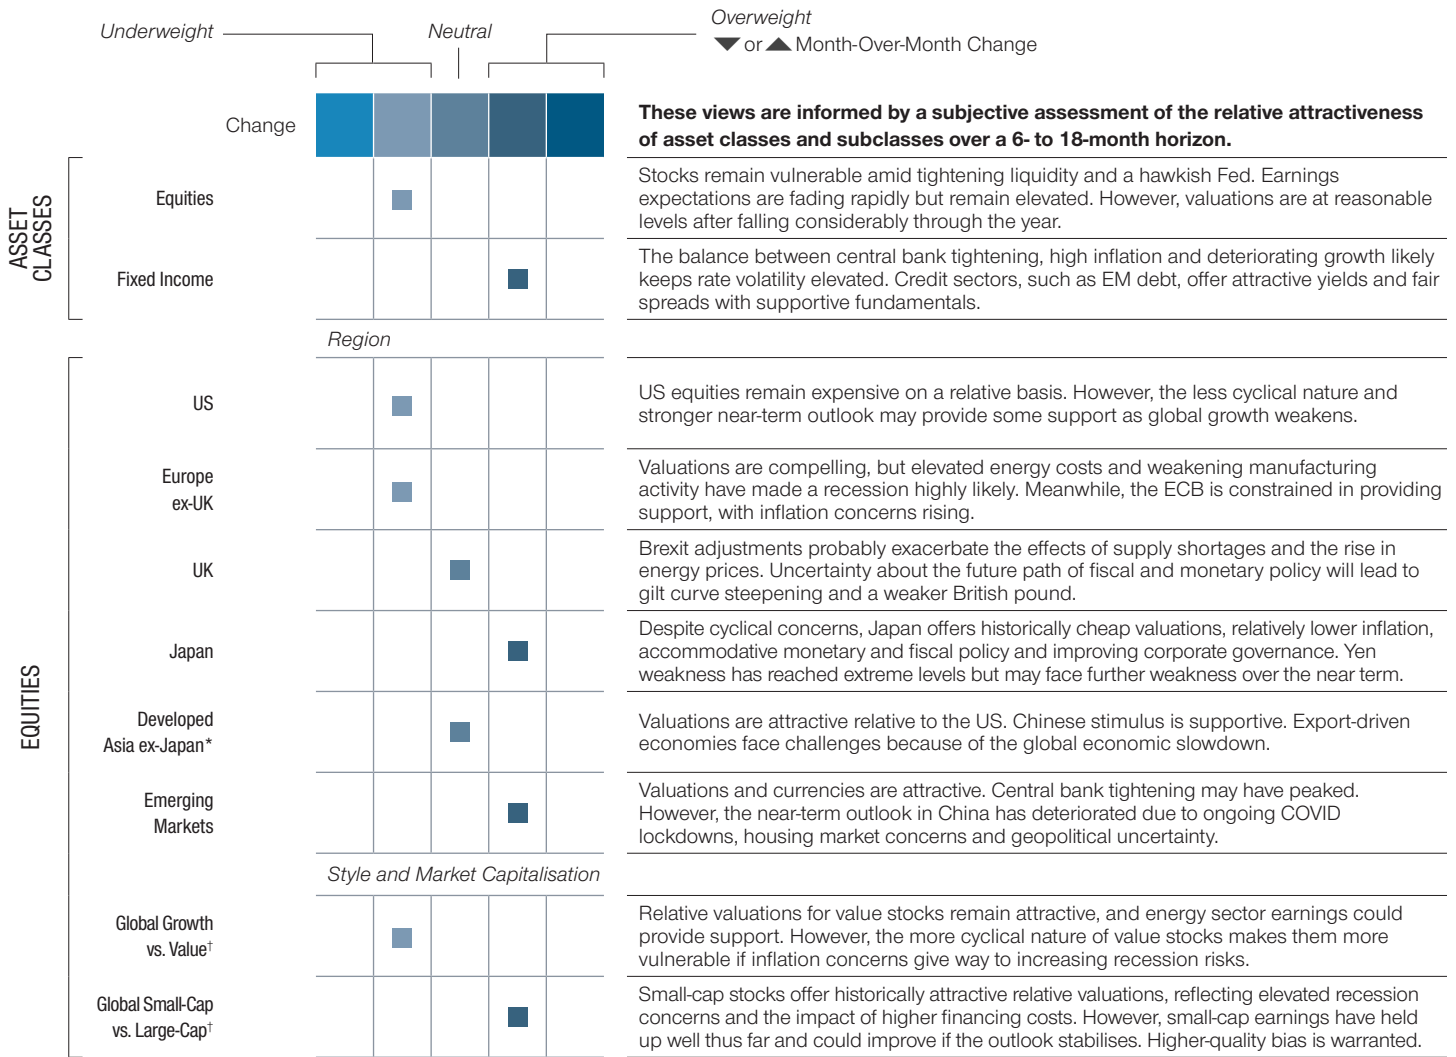 Underweight
Neutral
Overweight
▼ or ▲ Month-Over-Month Change
Change
These views are informed by a subjective assessment of the relative attractiveness
of asset classes and subclasses over a 6- to 18-month horizon.
ASSET
CLASSES
Equities
Stocks remain vulnerable amid tightening liquidity and a hawkish Fed. Earnings
expectations are fading rapidly but remain elevated. However, valuations are at reasonable
levels after falling considerably through the year.
Fixed Income
The balance between central bank tightening, high inflation and deteriorating growth likely
keeps rate volatility elevated. Credit sectors, such as EM debt, offer attractive yields and fair
spreads with supportive fundamentals.
Region
EQUITIES
US
US equities remain expensive on a relative basis. However, the less cyclical nature and
stronger near-term outlook may provide some support as global growth weakens.
Europe
ex-UK
Valuations are compelling, but elevated energy costs and weakening manufacturing
activity have made a recession highly likely. Meanwhile, the ECB is constrained in providing
support, with inflation concerns rising.
UK
Brexit adjustments probably exacerbate the effects of supply shortages and the rise in
energy prices. Uncertainty about the future path of fiscal and monetary policy will lead to
gilt curve steepening and a weaker British pound.
Japan
Despite cyclical concerns, Japan offers historically cheap valuations, relatively lower inflation,
accommodative monetary and fiscal policy and improving corporate governance. Yen
weakness has reached extreme levels but may face further weakness over the near term.
Developed
Asia ex-Japan*
Valuations are attractive relative to the US. Chinese stimulus is supportive. Export-driven
economies face challenges because of the global economic slowdown.
Emerging
Markets
Valuations and currencies are attractive. Central bank tightening may have peaked.
However, the near-term outlook in China has deteriorated due to ongoing COVID
lockdowns, housing market concerns and geopolitical uncertainty.
Style and Market Capitalisation
Global Growth
vs. Value†
Relative valuations for value stocks remain attractive, and energy sector earnings could
provide support. However, the more cyclical nature of value stocks makes them more
vulnerable if inflation concerns give way to increasing recession risks.
Global Small-Cap
vs. Large-Cap†
Small-cap stocks offer historically attractive relative valuations, reflecting elevated recession
concerns and the impact of higher financing costs. However, small-cap earnings have held
up well thus far and could improve if the outlook stabilises. Higher-quality bias is warranted.